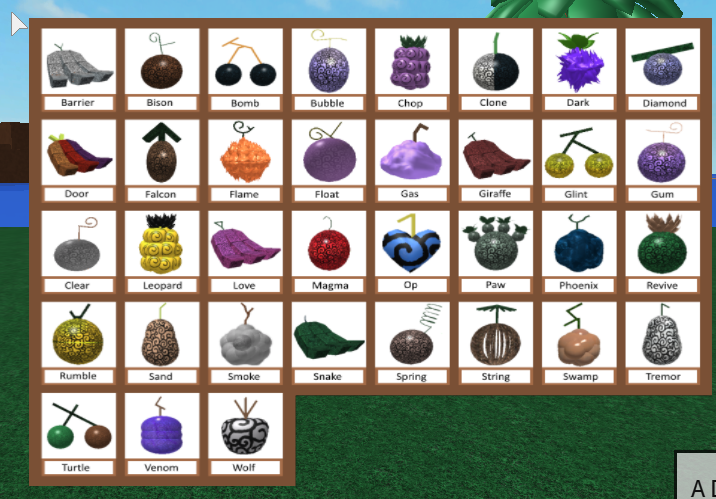 Barrier Bison Bomb Bubble Chop Clone Dark Diamond
Door Falcon Flame Float Gas Giraffe Glint Gum
Clear Leopard Love Magma Op Paw Phoenix Revive
Rumble Sand Smoke Snake Spring String Swamp Tremor
Turtle Venom Wolf